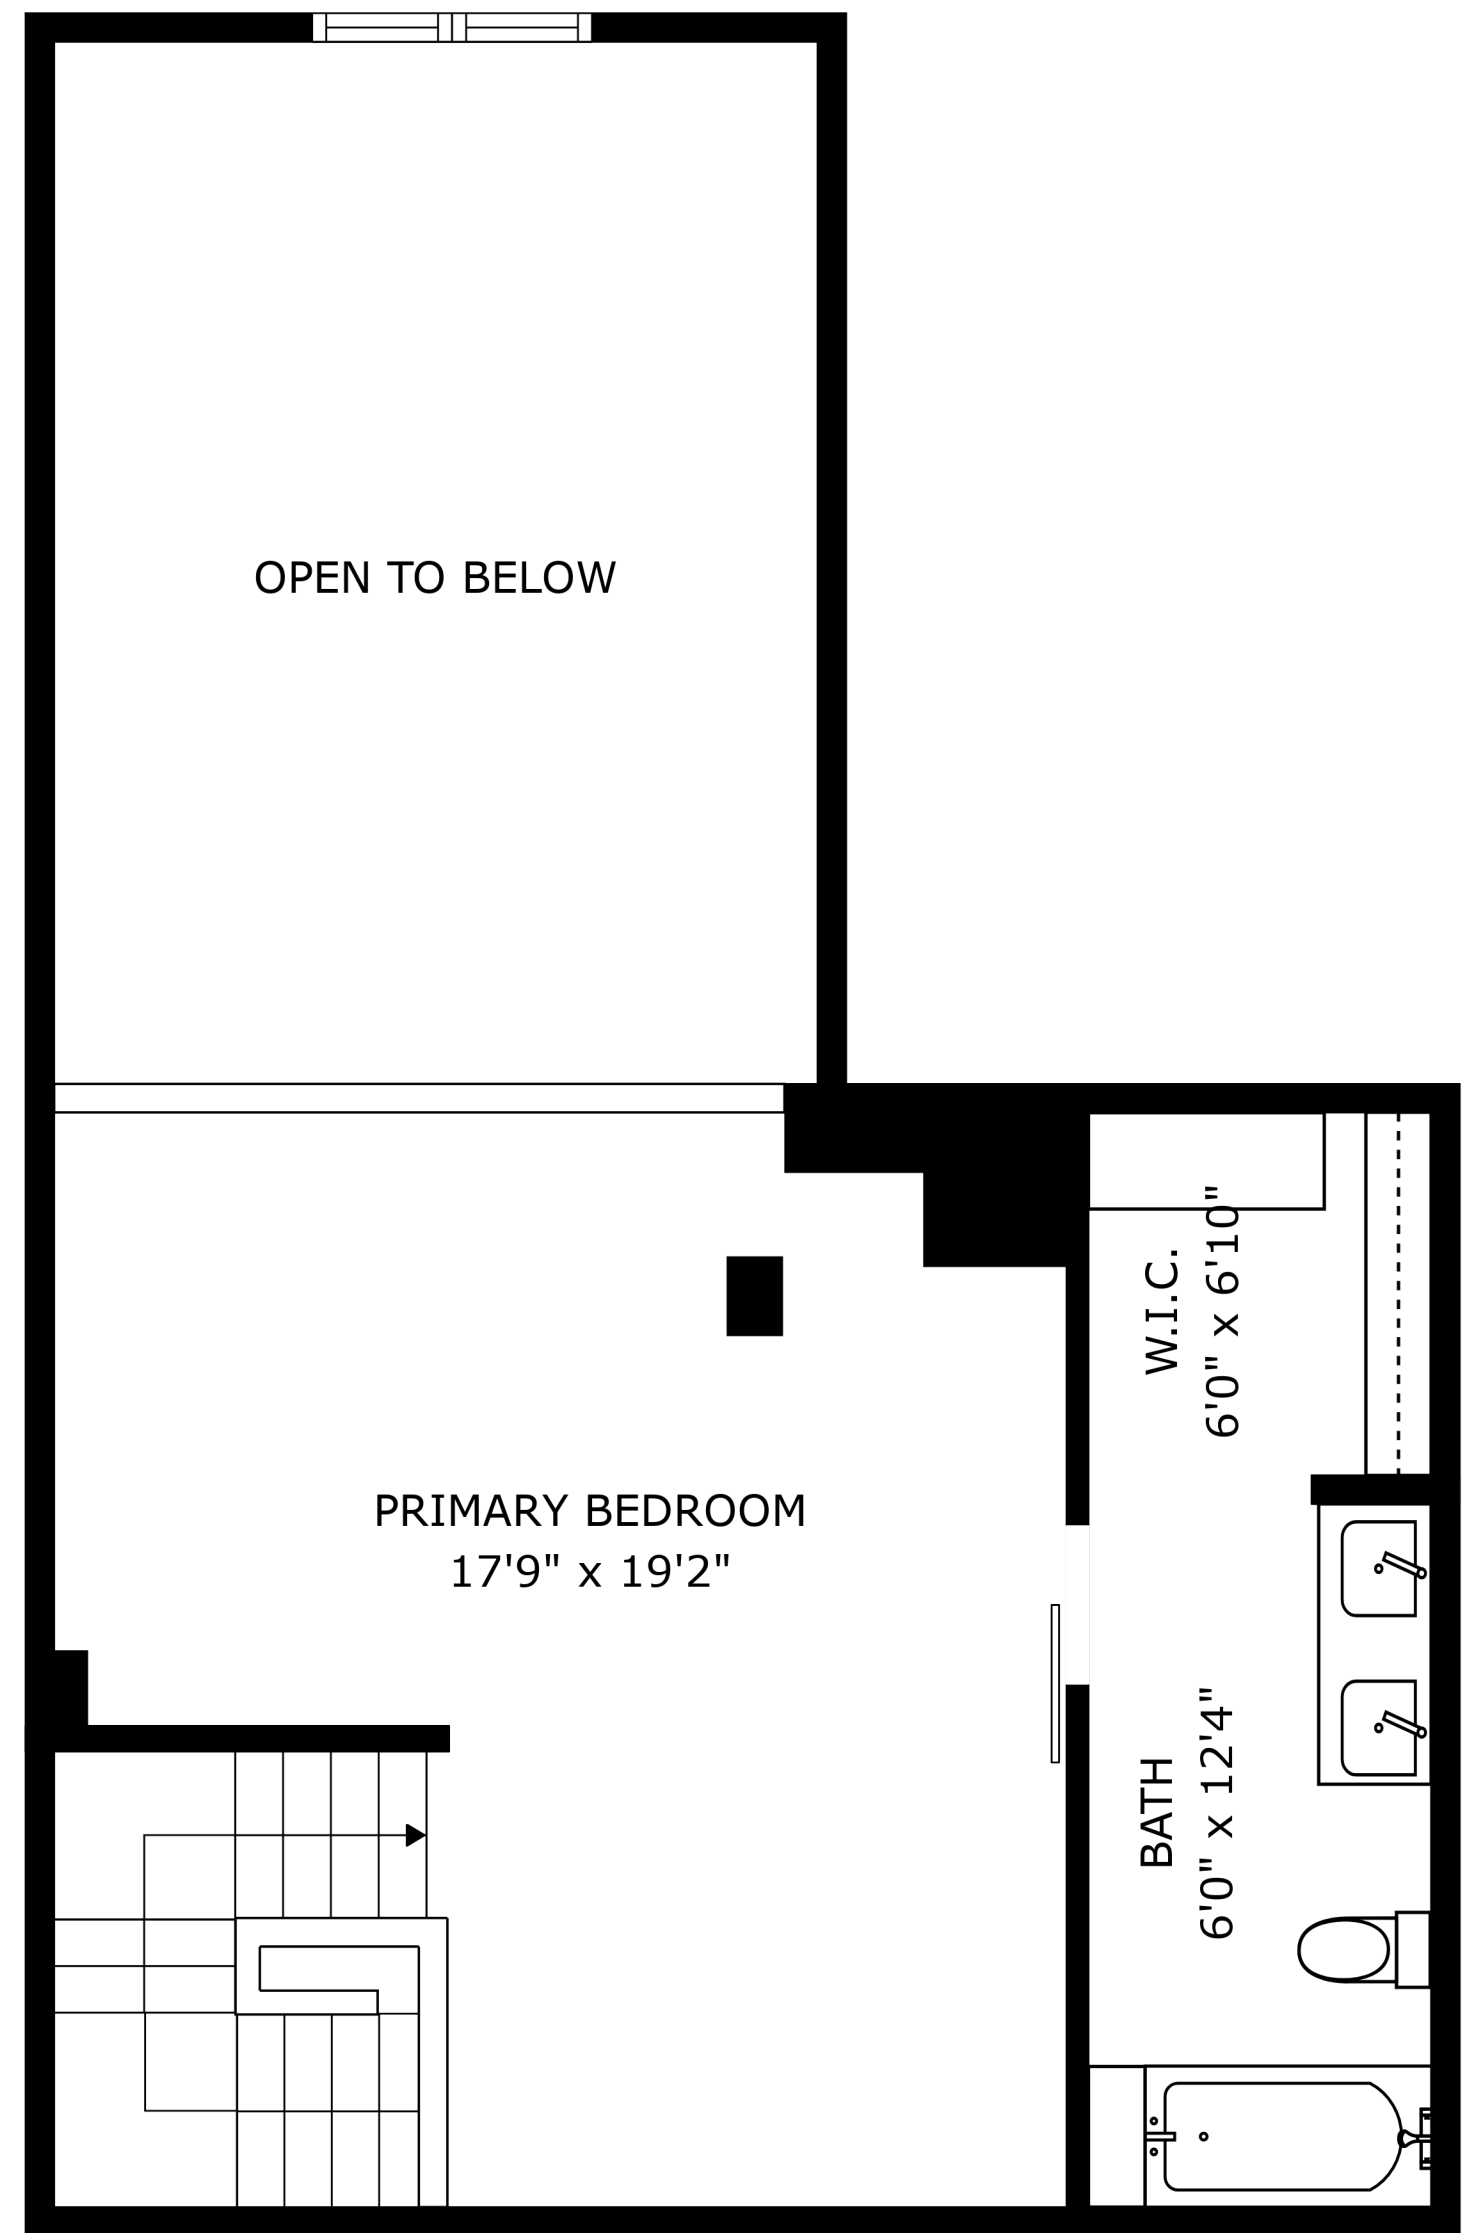 OPEN TO BELOW
PRIMARY BEDROOM
17'9" x 19'2"
W.I.C.
6'0" x 6'10"
BATH
6'0" x 12'4"